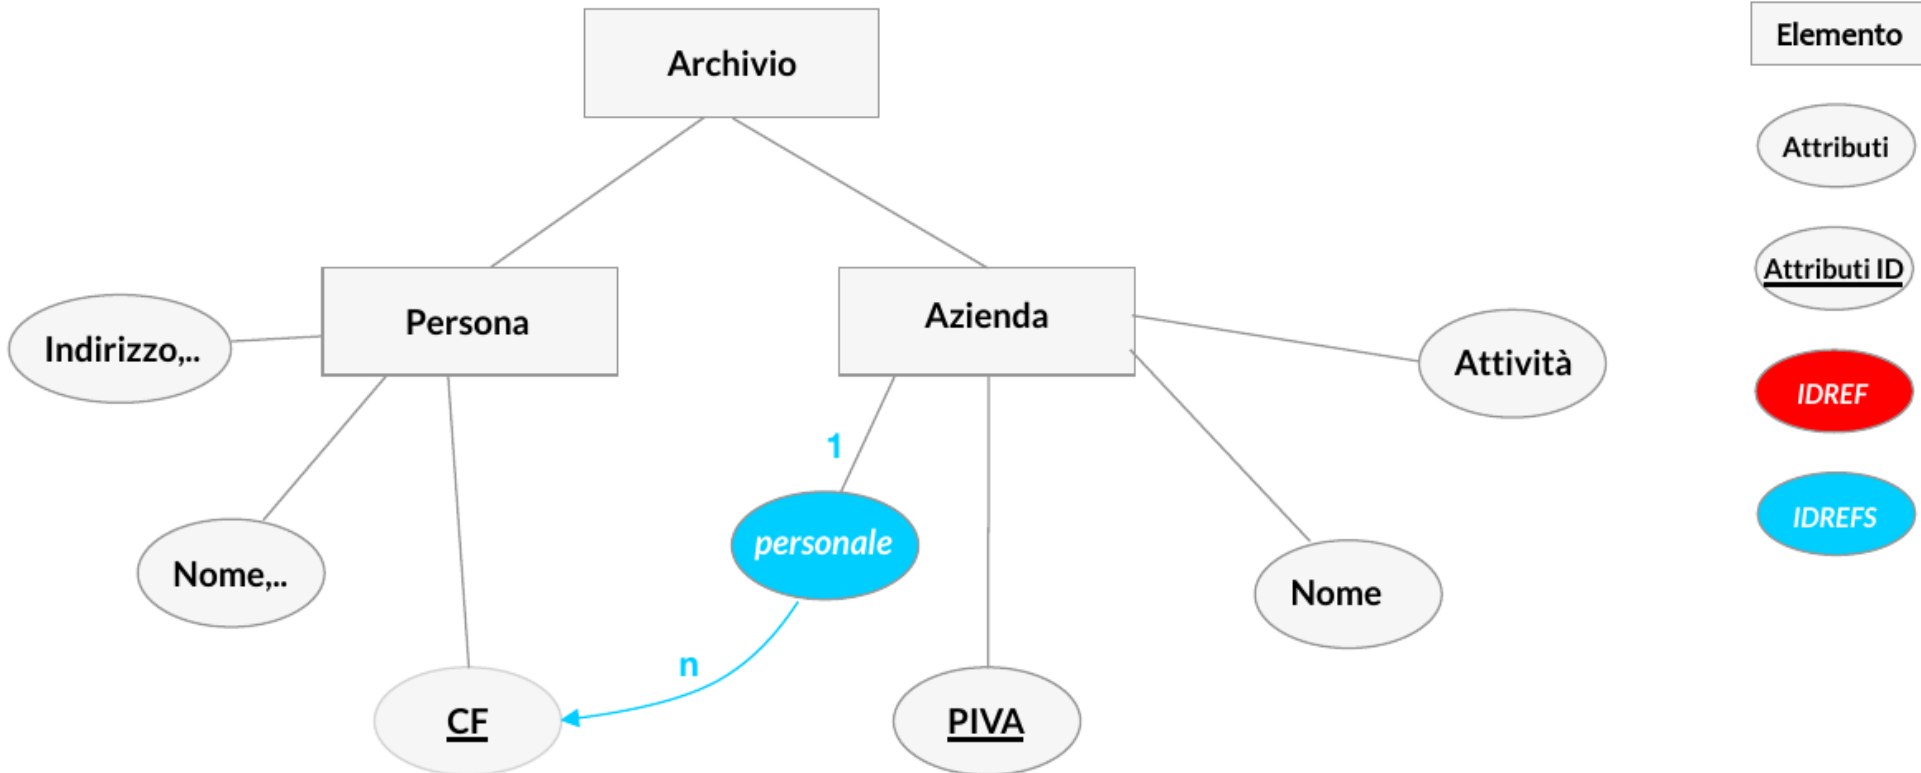 Archivio
Elemento
Attributi
Attributi ID
Persona
Azienda
Indirizzo,..
Attività
IDREF
1
personale
IDREFS
Nome,..
Nome
n
CF
PIVA